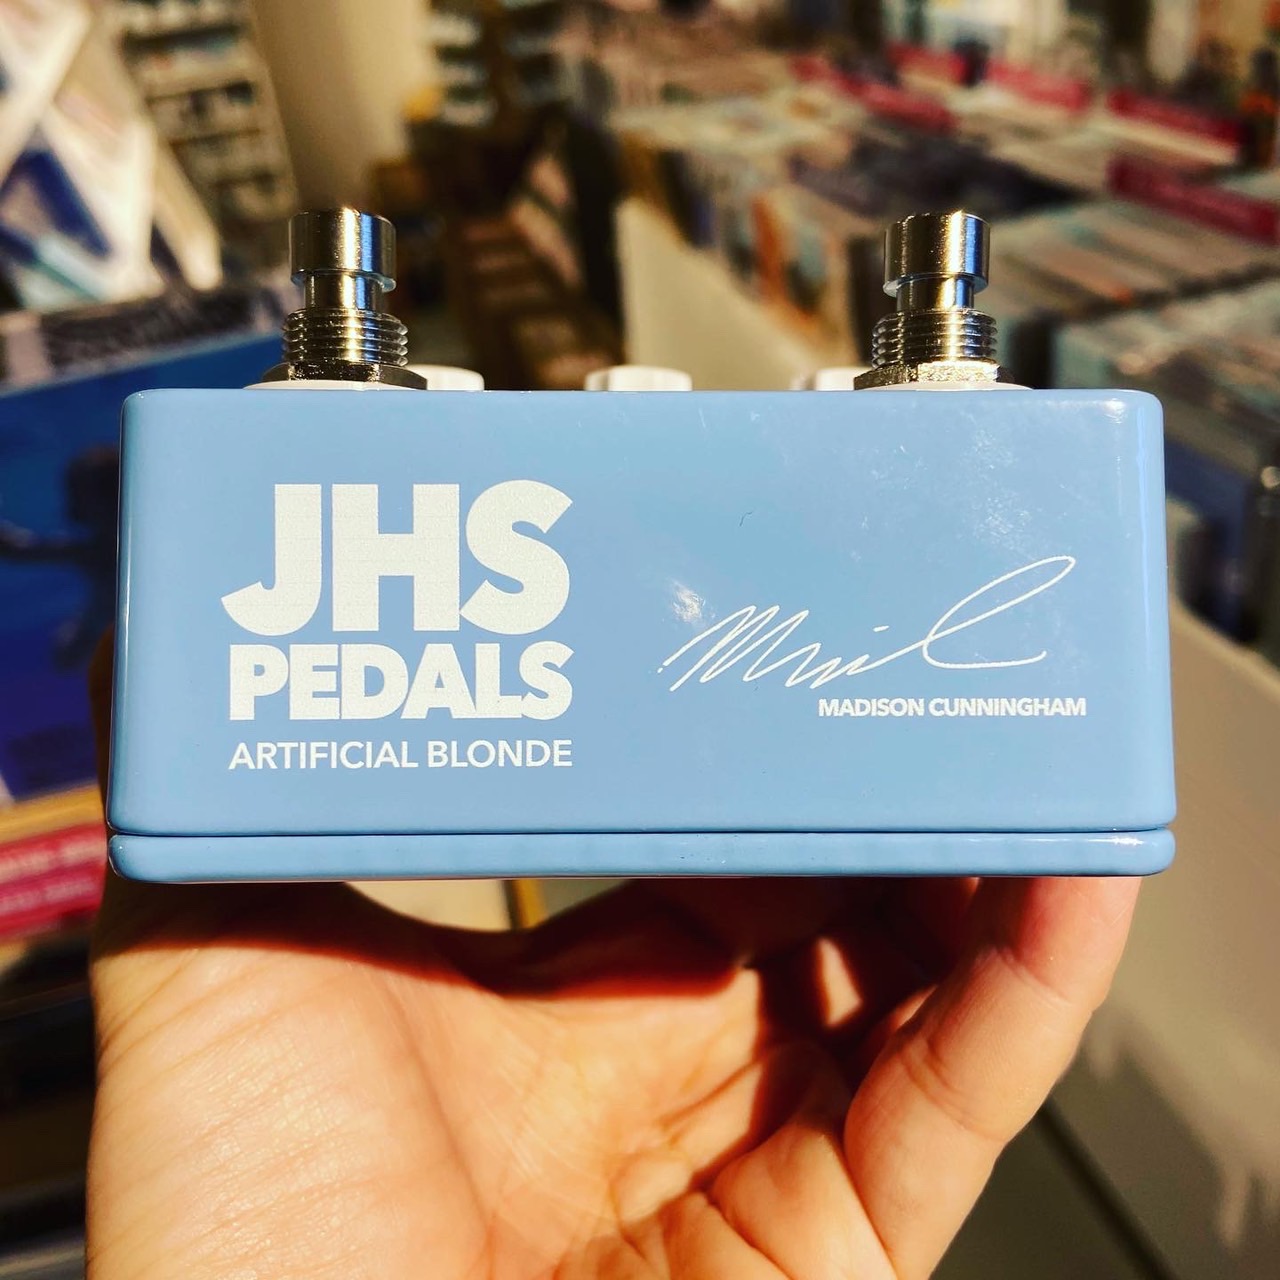 JHS
PEDALS
ARTIFICIAL BLONDE
MADISON CUNNINGHAM